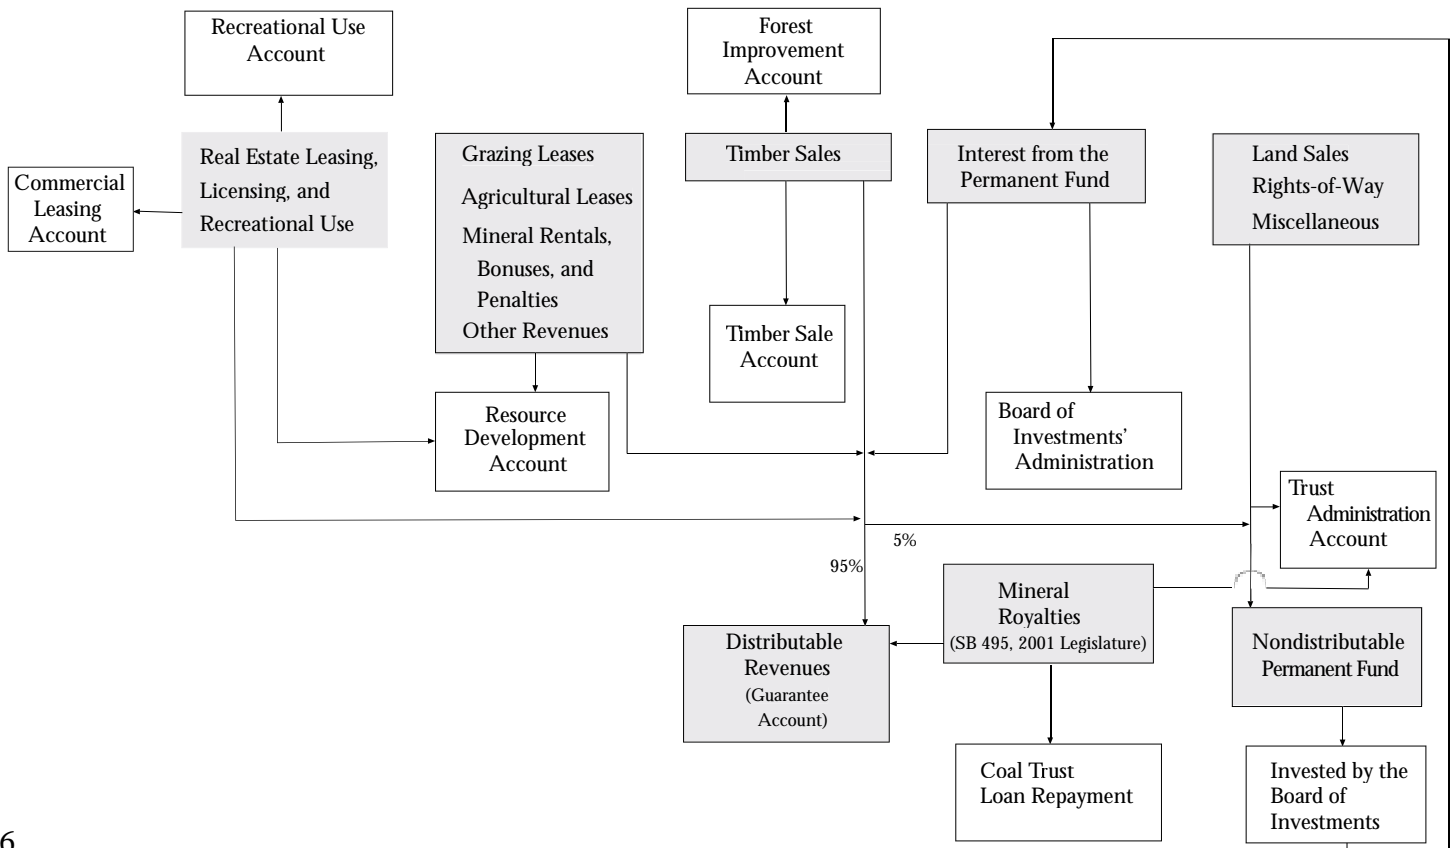 Recreational Use
Account
Forest
Improvement
Account
Real Estate Leasing,
Licensing, and
Recreational Use
Commercial
Leasing
Account
Grazing Leases
Agricultural Leases
Mineral Rentals,
Bonuses, and
Penalties
Other Revenues
Timber Sales
Interest from the
Permanent Fund
Land Sales
Rights-of-Way
Miscellaneous
Timber Sale
Account
Resource
Development
Account
Board of
Investments’
Administration
Trust
Administration
Account
5%
95%
Mineral
Royalties
(SB 495, 2001 Legislature)
Distributable
Revenues
(Guarantee
Account)
Nondistributable
Permanent Fund
Coal Trust
Loan Repayment
Invested by the
Board of
Investments
6